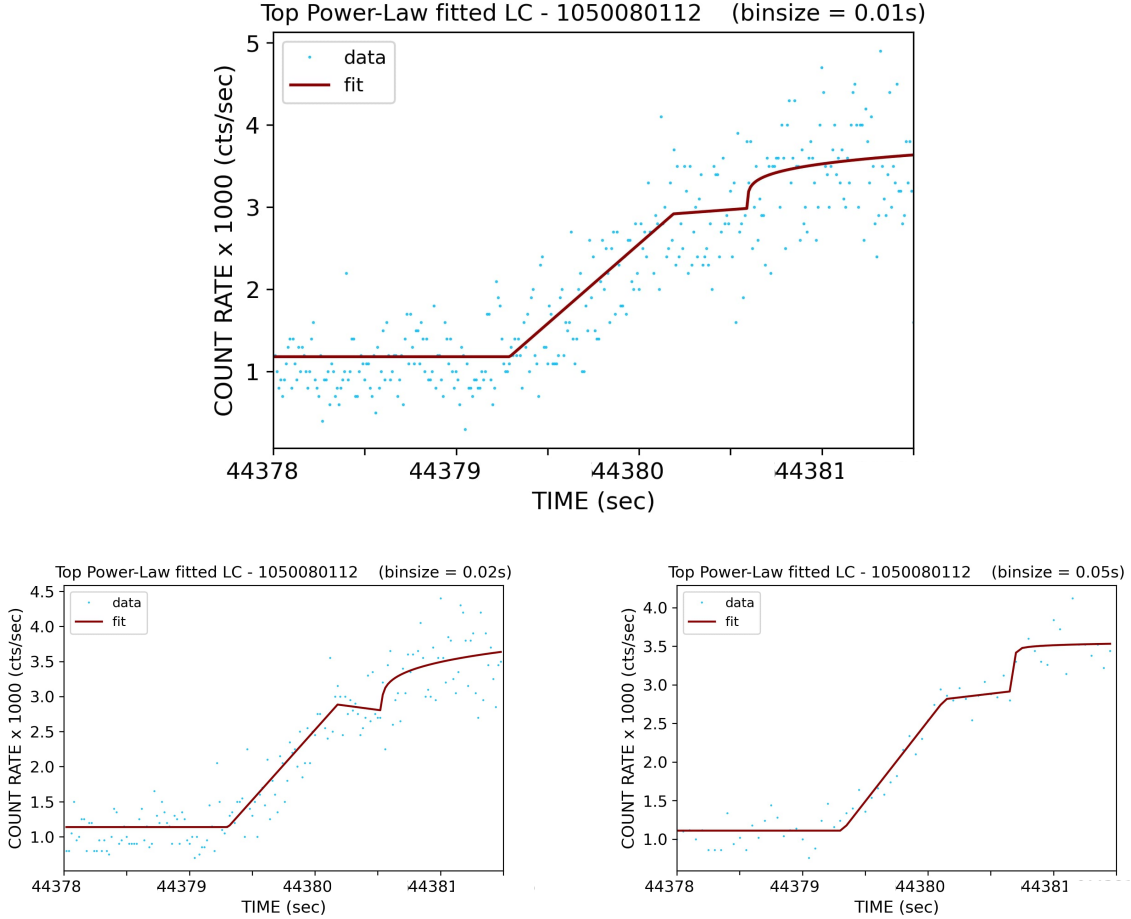 Top Power-Law fitted LC - 1050080112 (binsize = 0.01s)
data
fit
COUNT RATE x 1000 (cts/sec)
5
4
3
2
1
44378 44379 44380 44381
TIME (sec)
Top Power-Law fitted LC - 1050080112 (binsize = 0.02s)
data
fit
COUNT RATE x 1000 (cts/sec)
4.5
4.0
3.5
3.0
2.5
2.0
1.5
1.0
44378 44379 44380 44381
TIME (sec)
Top Power-Law fitted LC - 1050080112 (binsize = 0.05s)
data
fit
COUNT RATE x 1000 (cts/sec)
4.0
3.5
3.0
2.5
2.0
1.5
1.0
44378 44379 44380 44381
TIME (sec)